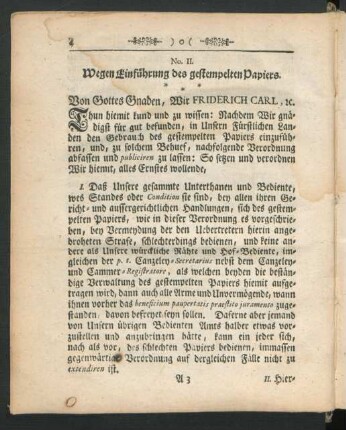 4 )o(
No. II.
Wegen Einführung des gestempelten Papiers.
* * *
Von Gottes Gnaden, Wir FRIDERICH CARL, ꝛc.
Thun hiemit kund und zu wissen: Nachdem Wir gnä-
digst für gut befunden, in Unsern Fürstlichen Lan-
den den Gebrauch des gestempelten Papiers einzufüh-
ren, und, zu solchem Behuf, nachfolgende Verordnung
abfassen und publiciren zu lassen: So setzen und verordnen
Wir hiemit, alles Ernstes wollende,
I. Daß Unsere gesammte Unterthanen und Bediente,
wes Standes oder Condition sie sind, bey allen ihren Ge-
richt- und aussergerichtlichen Handlungen, sich des gestem-
pelten Papiers, wie in dieser Verordnung es vorgeschrie-
ben, bey Vermeydung der den Uebertretern hierin ange-
droheten Strafe, schlechterdings bedienen, und keine an-
dere als Unsere würckliche Räthe und Hof-Bediente, im-
gleichen der p. t. Cantzeley-Secretarius nebst dem Cantzeley-
und Cammer-Registratore, als welchen beyden die bestän-
dige Verwaltung des gestempelten Papiers hiemit aufge-
tragen wird, dann auch alle Arme und Unvermögende, wann
ihnen vorher das beneficium paupertatis praestito juramento zuge-
standen, davon befreyet seyn sollen. Daferne aber jemand
von Unsern übrigen Bedienten Amts halber etwas vor-
zustellen und anzubringen hätte, kann ein jeder sich,
nach als vor, des schlechten Papiers bedienen, immassen
gegenwärtige Verordnung auf dergleichen Fälle nicht zu
extendiren ist.
A 3 II. Hier-